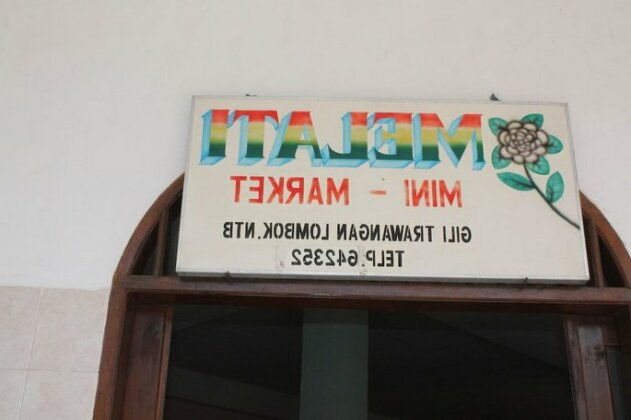 MELATI
MINI - MARKET
GILI TRAWANGAN LOMBOK, NTB
TELP. 642352